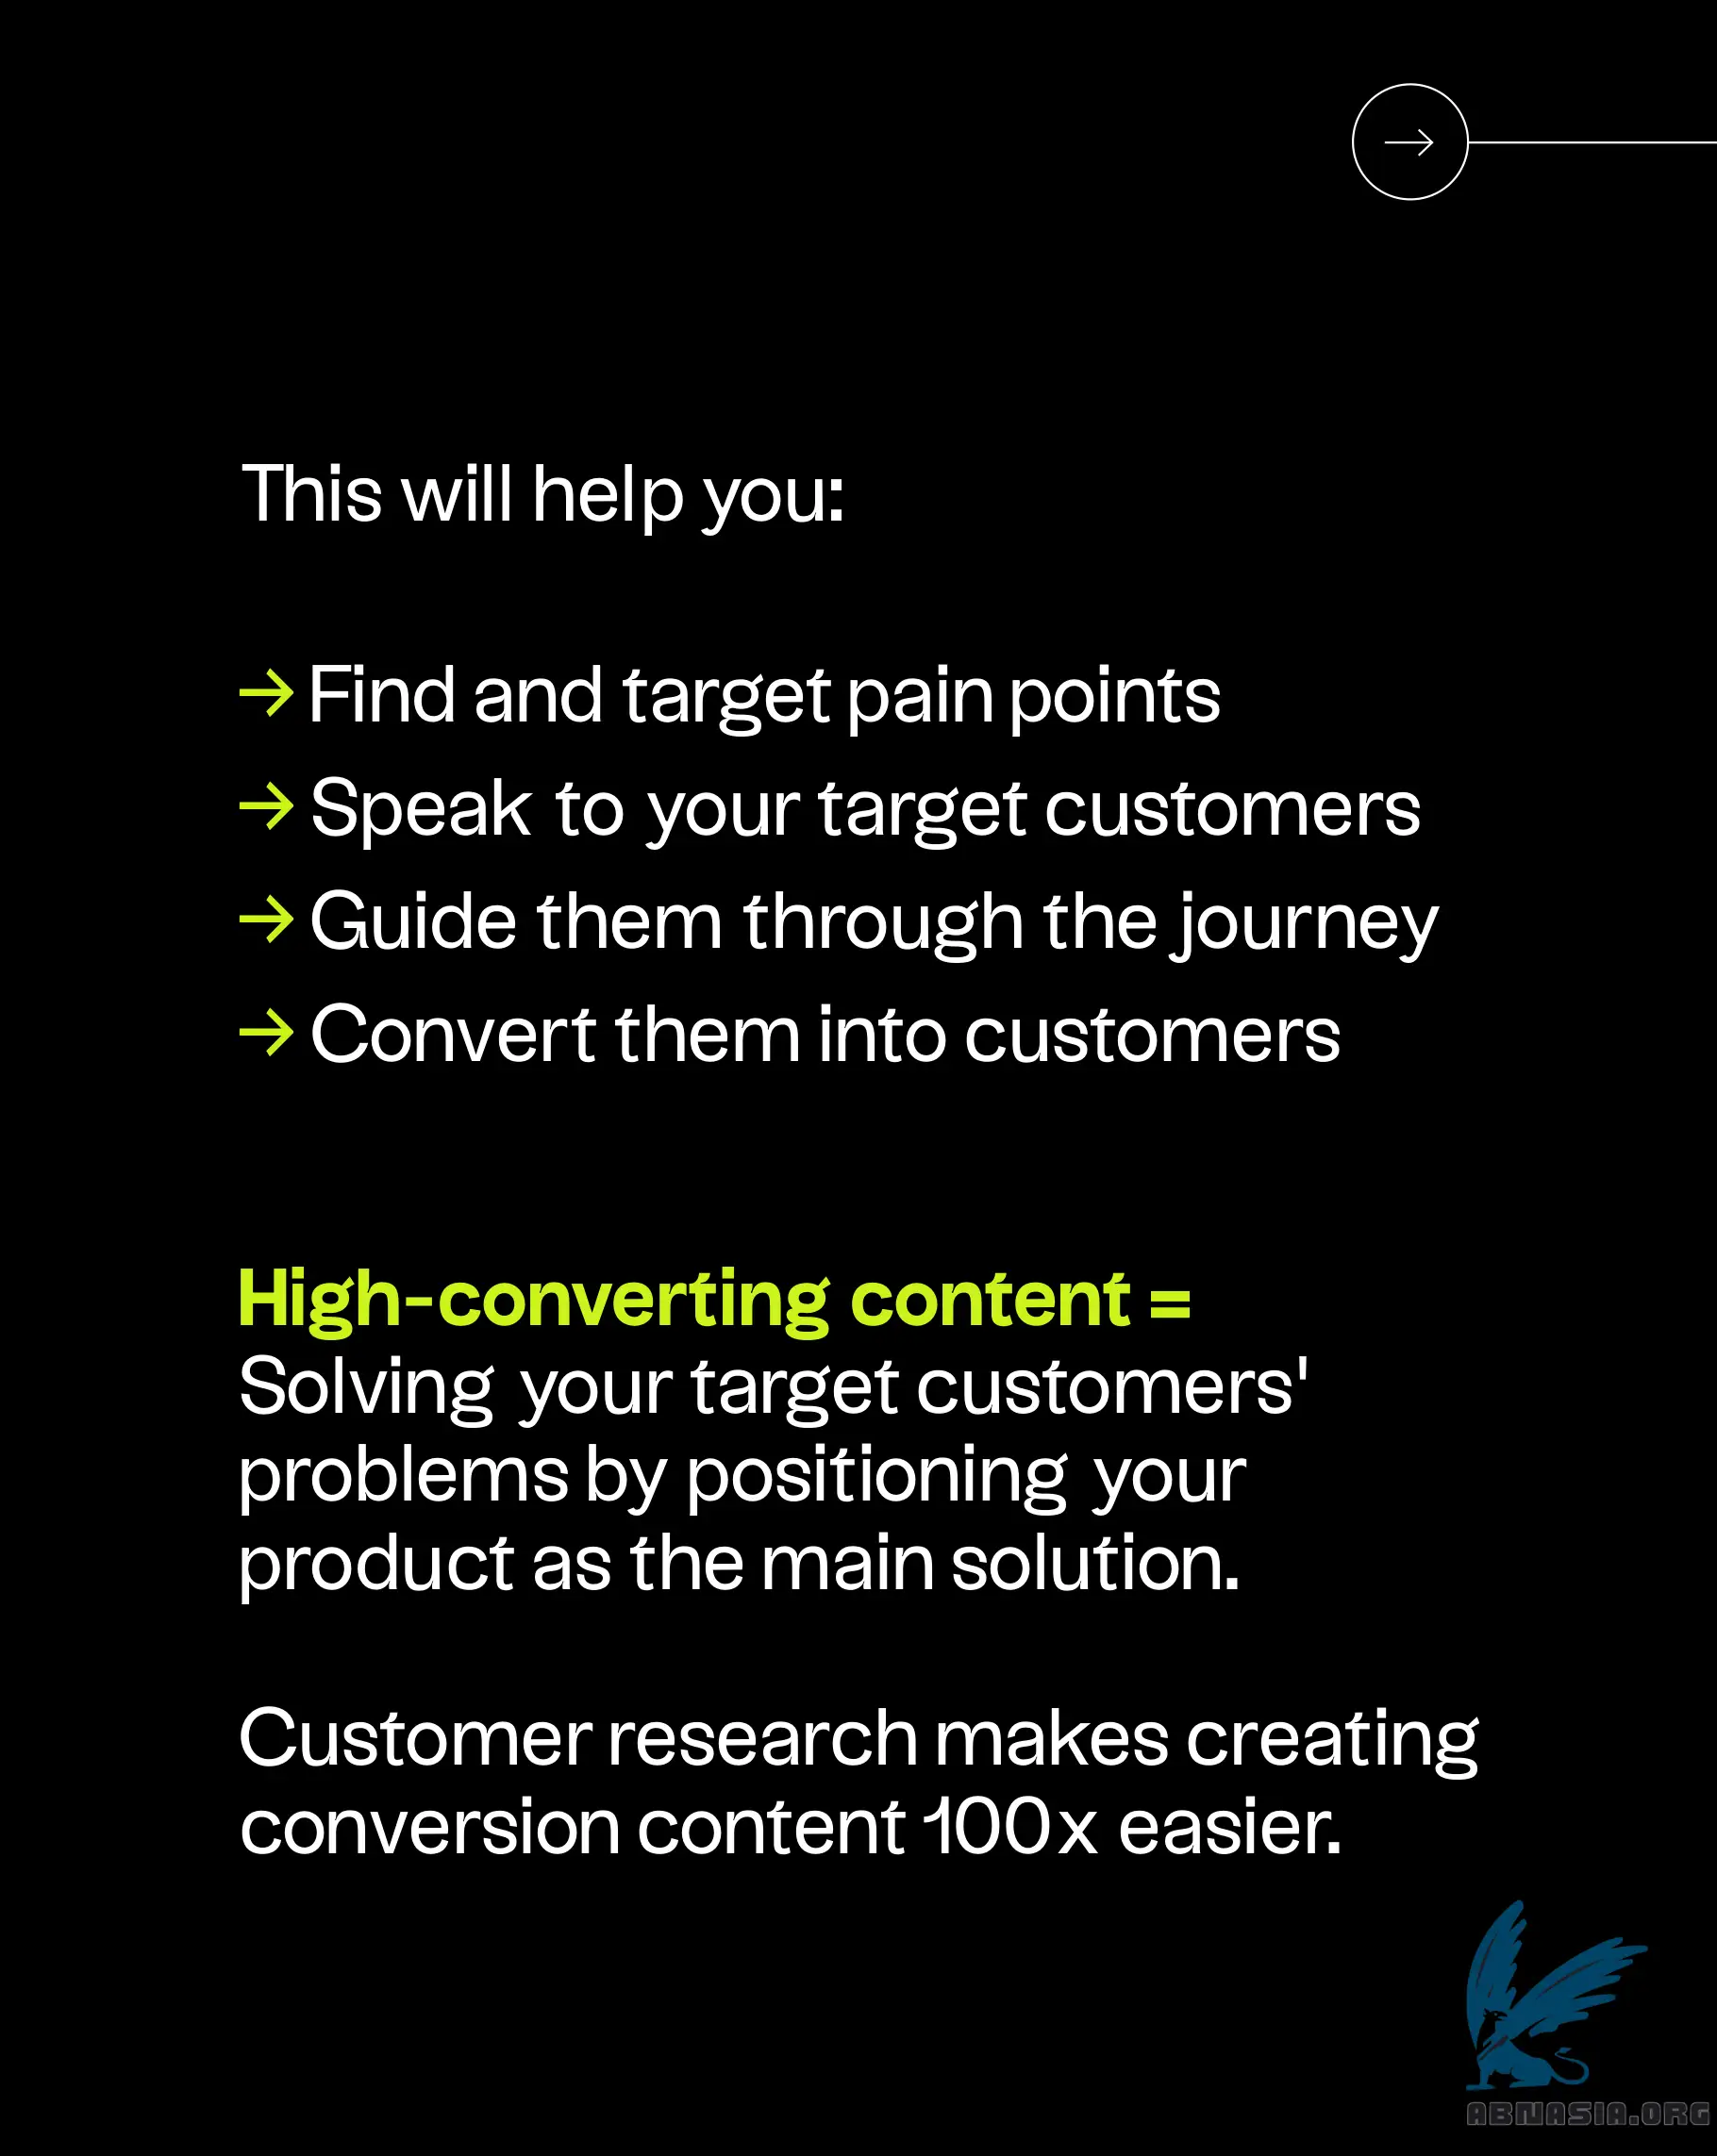 This will help you:
→ Find and target pain points
→ Speak to your target customers
→ Guide them through the journey
→ Convert them into customers
High-converting content =
Solving your target customers'
problems by positioning your
product as the main solution.
Customer research makes creating
conversion content 100x easier.
ABNASIA.ORG